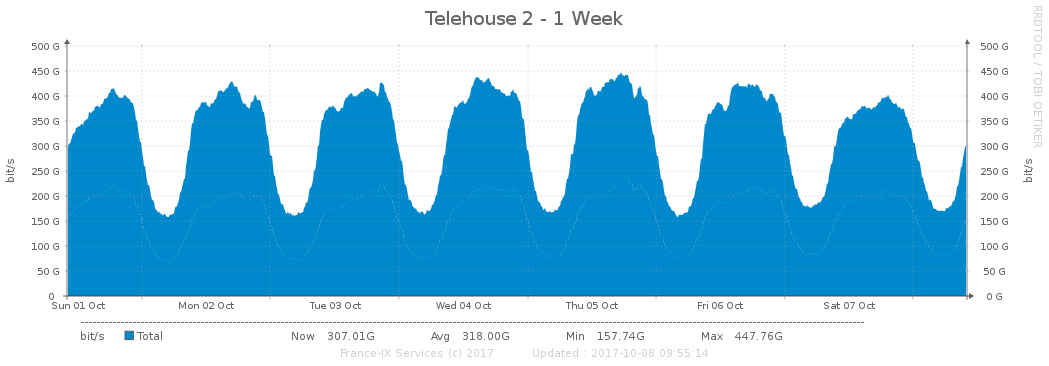 Telehouse 2 - 1 Week
RRDTOOL / TOBI OETIKER
500 G 500 G
450 G 450 G
400 G 400 G
350 G 350 G
300 G 300 G
250 G 250 G
200 G 200 G
150 G 150 G
100 G 100 G
50 G 50 G
0 0 G
bit/s bit/s
Sun 01 Oct Mon 02 Oct Tue 03 Oct Wed 04 Oct Thu 05 Oct Fri 06 Oct Sat 07 Oct
bit/s Total Now 307.01G Avg 318.00G Min 157.74G Max 447.76G
France-IX Services (c) 2017 Updated : 2017-10-08 09:55:14